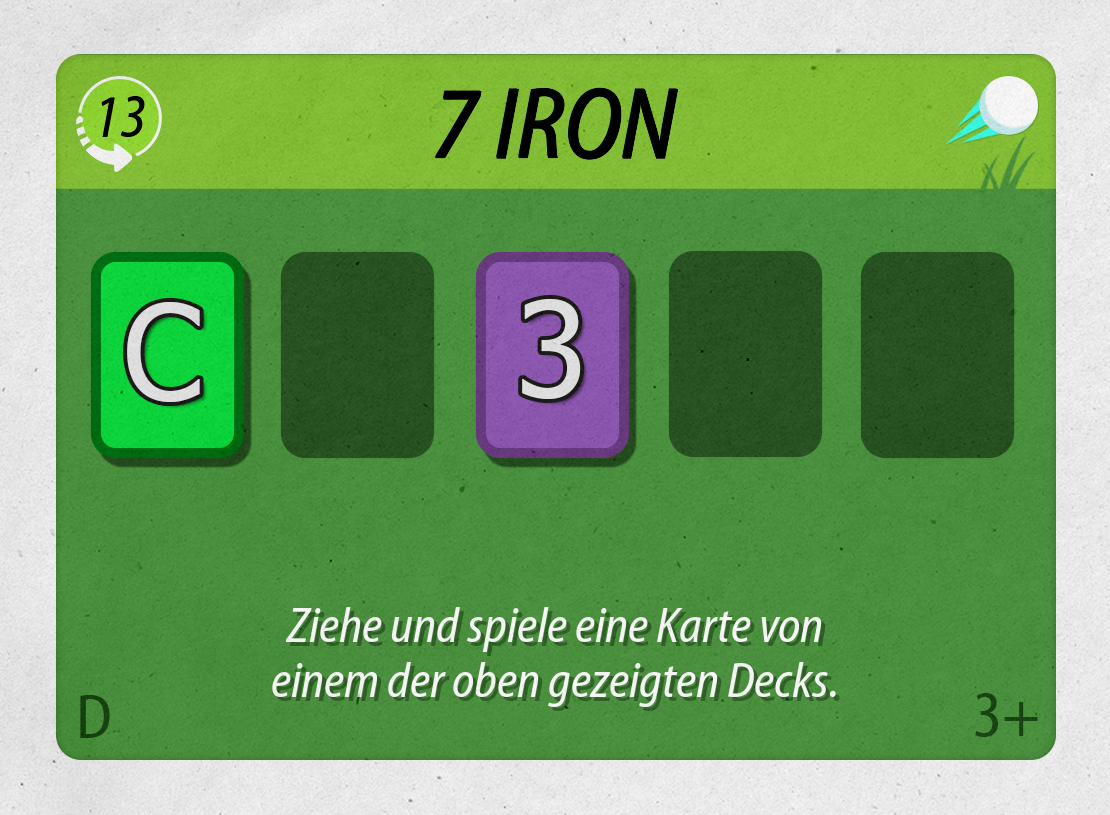 13
7 IRON
C
3
Ziehe und spiele eine Karte von
einem der oben gezeigten Decks.
D
3+